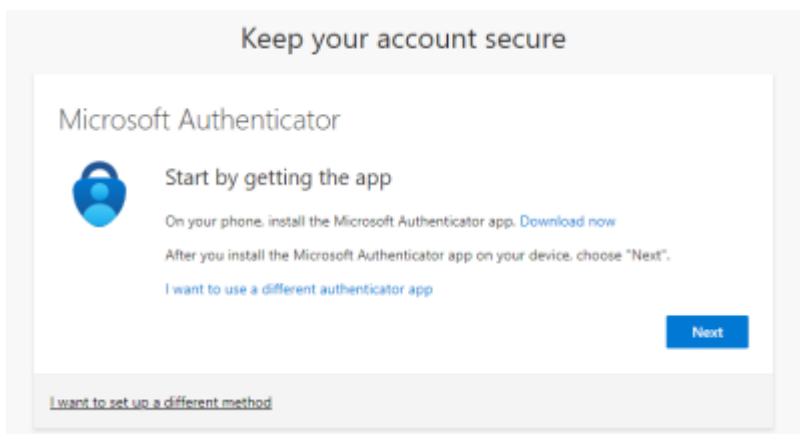 Keep your account secure
Microsoft Authenticator
Start by getting the app
On your phone, install the Microsoft Authenticator app. Download now
After you install the Microsoft Authenticator app on your device, choose "Next".
I want to use a different authenticator app
Next
I want to set up a different method